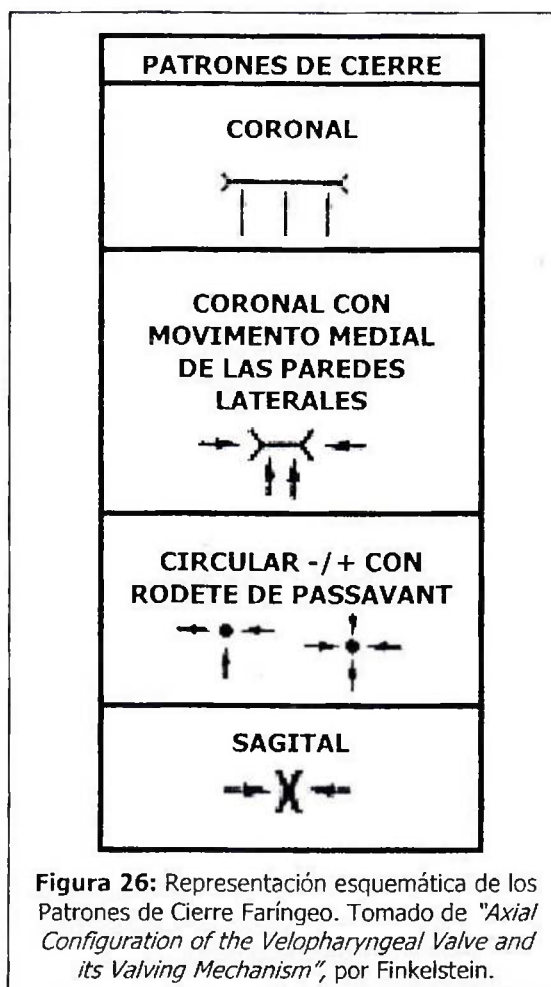 PATRONES DE CIERRE
CORONAL
CORONAL CON
MOVIMENTO MEDIAL
DE LAS PAREDES
LATERALES
CIRCULAR -/+ CON
RODETE DE PASSAVANT
SAGITAL
Figura 26: Representación esquemática de los
Patrones de Cierre Faríngeo. Tomado de "Axial
Configuration of the Velopharyngeal Valve and
its Valving Mechanism", por Finkelstein.